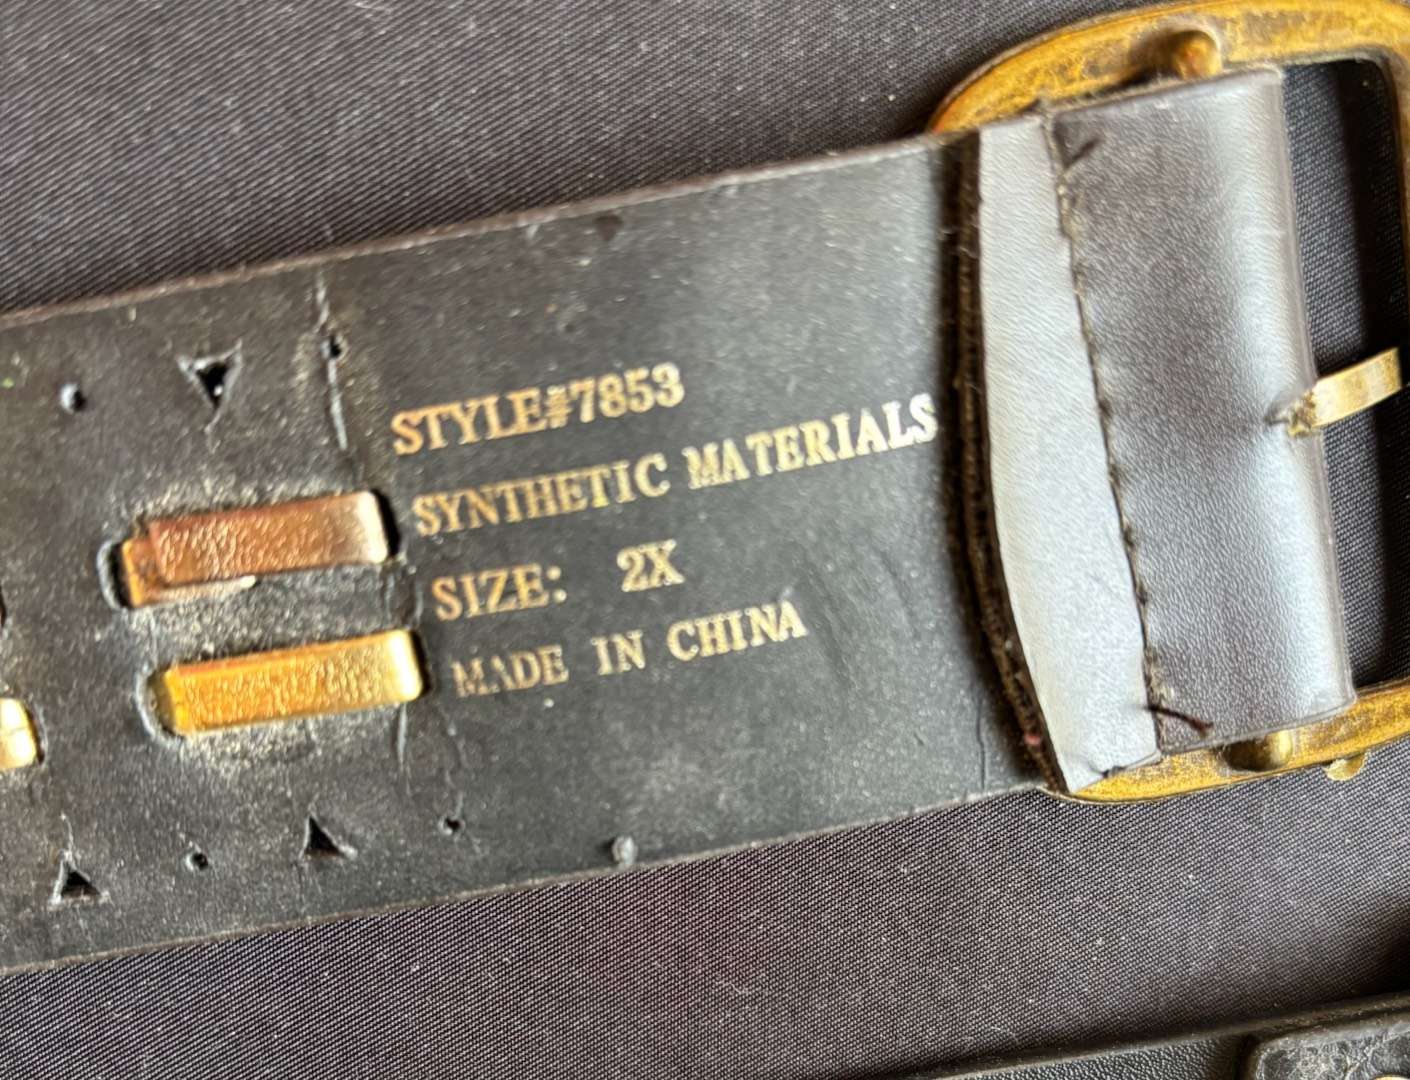 STYLE#7853
SYNTHETIC MATERIALS
SIZE: 2X
MADE IN CHINA